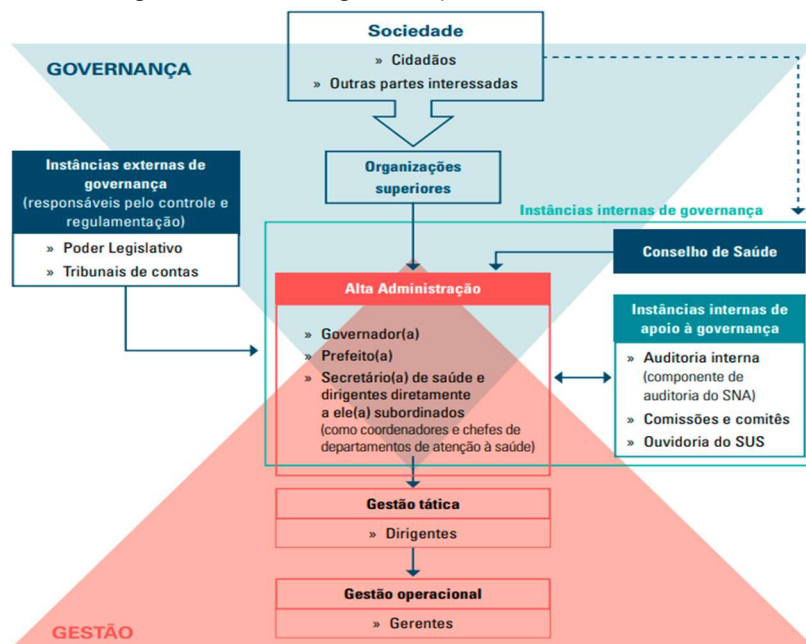 Sociedade
» Cidadãos
» Outras partes interessadas
GOVERNANÇA
Instâncias externas de
governança
(responsáveis pelo controle e
regulamentação)
» Poder Legislativo
» Tribunais de contas
Organizações
superiores
Instâncias internas de governança
Conselho de Saúde
Alta Administração
» Governador(a)
» Prefeito(a)
» Secretário(a) de saúde e
dirigentes diretamente
a ele(a) subordinados
(como coordenadores e chefes de
departamentos de atenção à saúde)
Instâncias internas de
apoio à governança
» Auditoria interna
(componente de
auditoria do SNA)
» Comissões e comitês
» Ouvidoria do SUS
Gestão tática
» Dirigentes
Gestão operacional
» Gerentes
GESTÃO